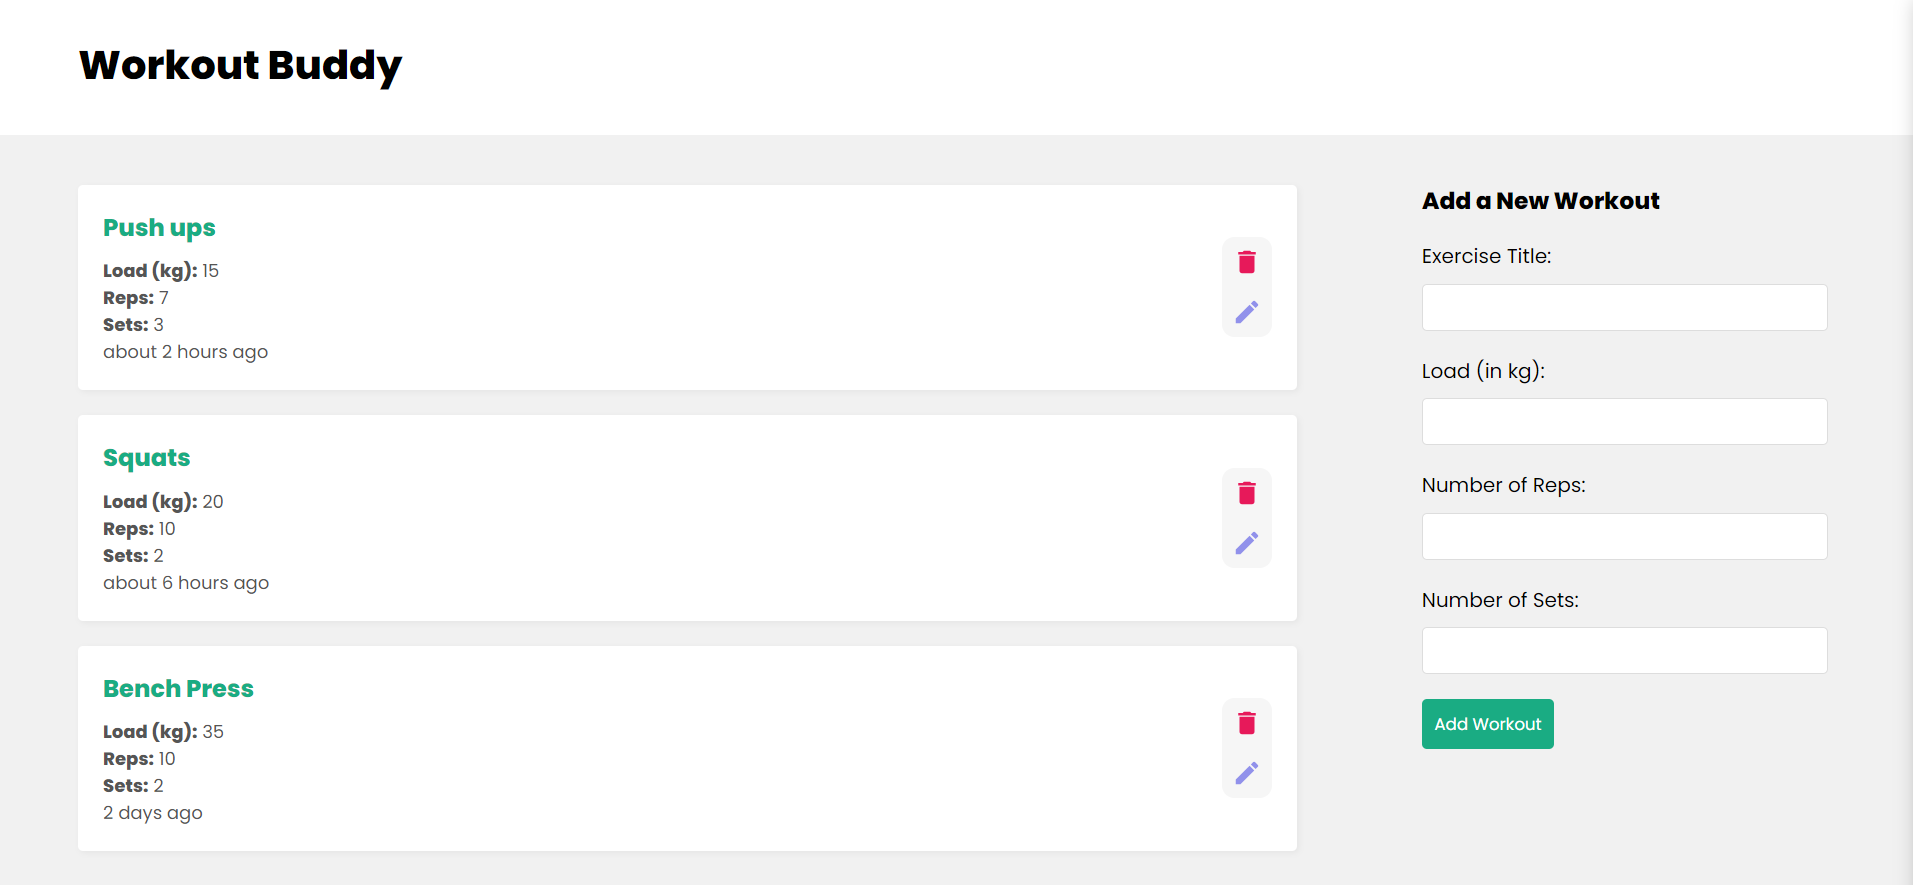 Workout Buddy
Push ups
Load (kg): 15
Reps: 7
Sets: 3
about 2 hours ago
Squats
Load (kg): 20
Reps: 10
Sets: 2
about 6 hours ago
Bench Press
Load (kg): 35
Reps: 10
Sets: 2
2 days ago
Add a New Workout
Exercise Title:
Load (in kg):
Number of Reps:
Number of Sets:
Add Workout